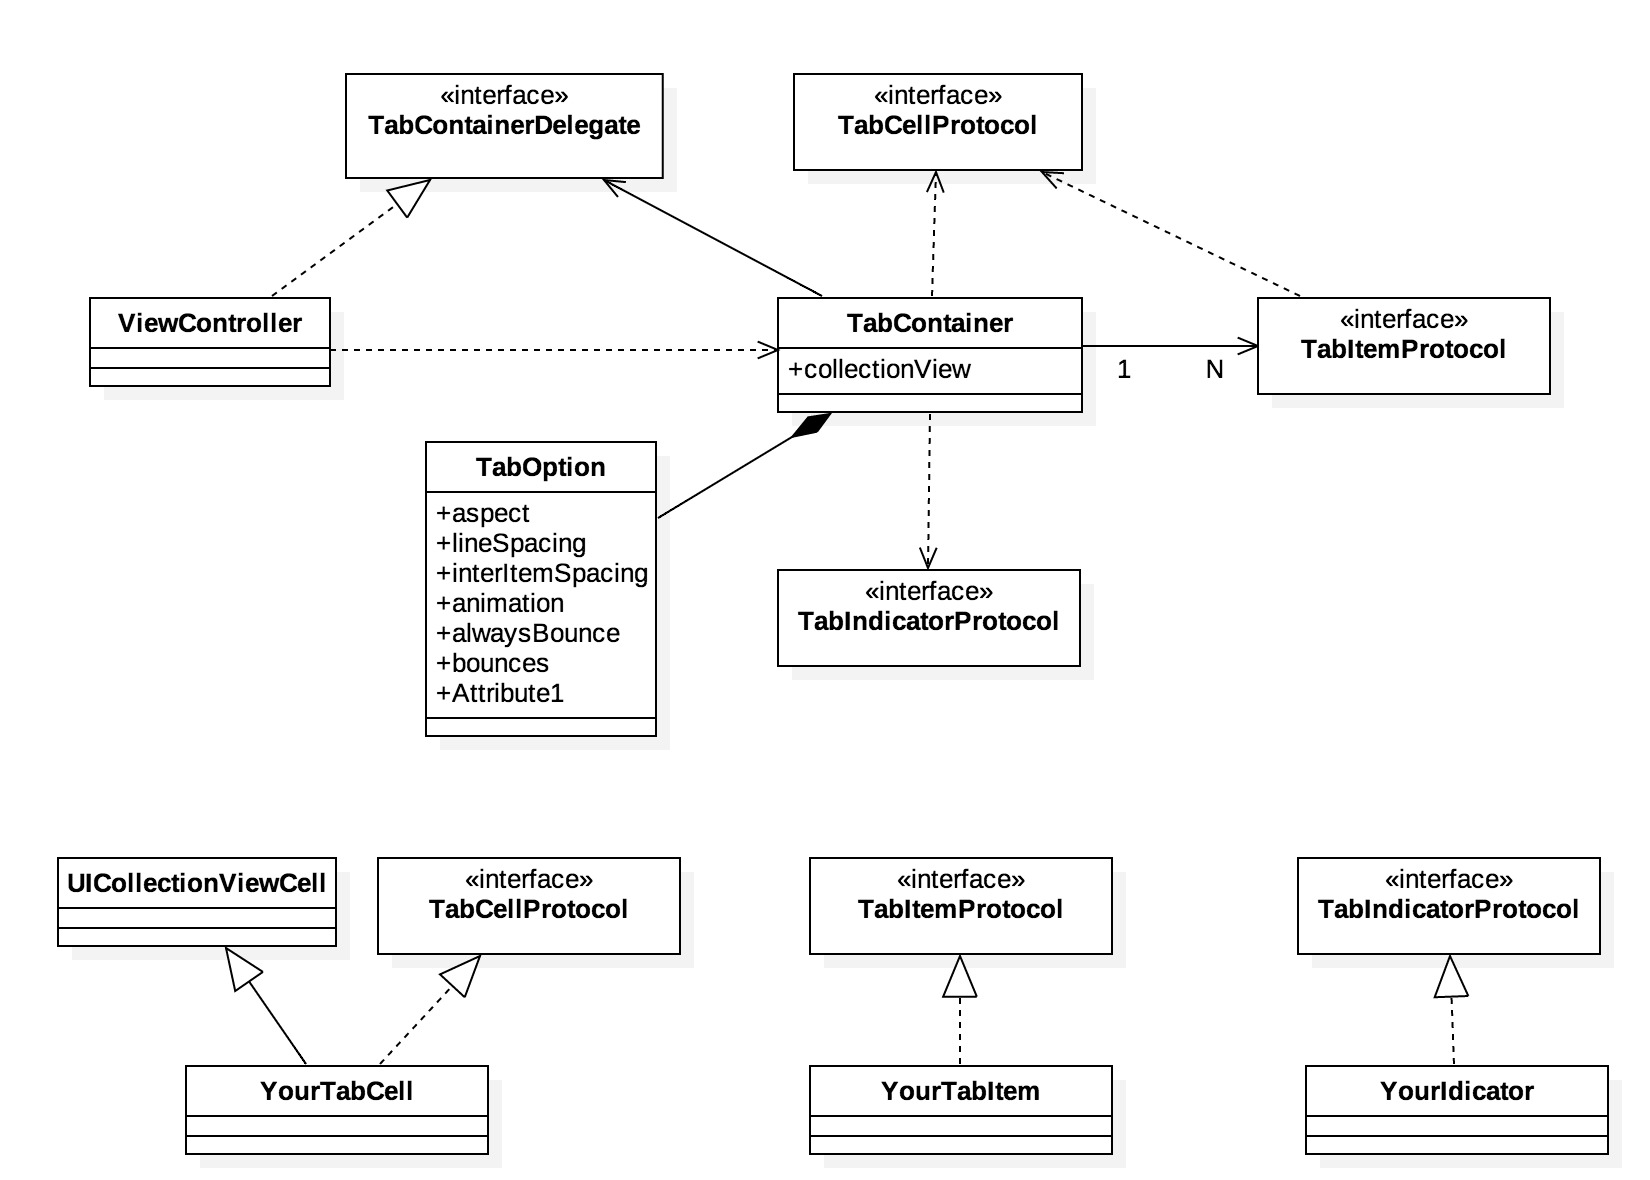 «interface»
TabContainerDelegate
«interface»
TabCellProtocol
ViewController
TabContainer
+collectionView
1
N
«interface»
TabItemProtocol
TabOption
+aspect
+lineSpacing
+interItemSpacing
+animation
+alwaysBounce
+bounces
+Attribute1
«interface»
TabIndicatorProtocol
UICollectionViewCell
«interface»
TabCellProtocol
«interface»
TabItemProtocol
«interface»
TabIndicatorProtocol
YourTabCell
YourTabItem
YourIdicator